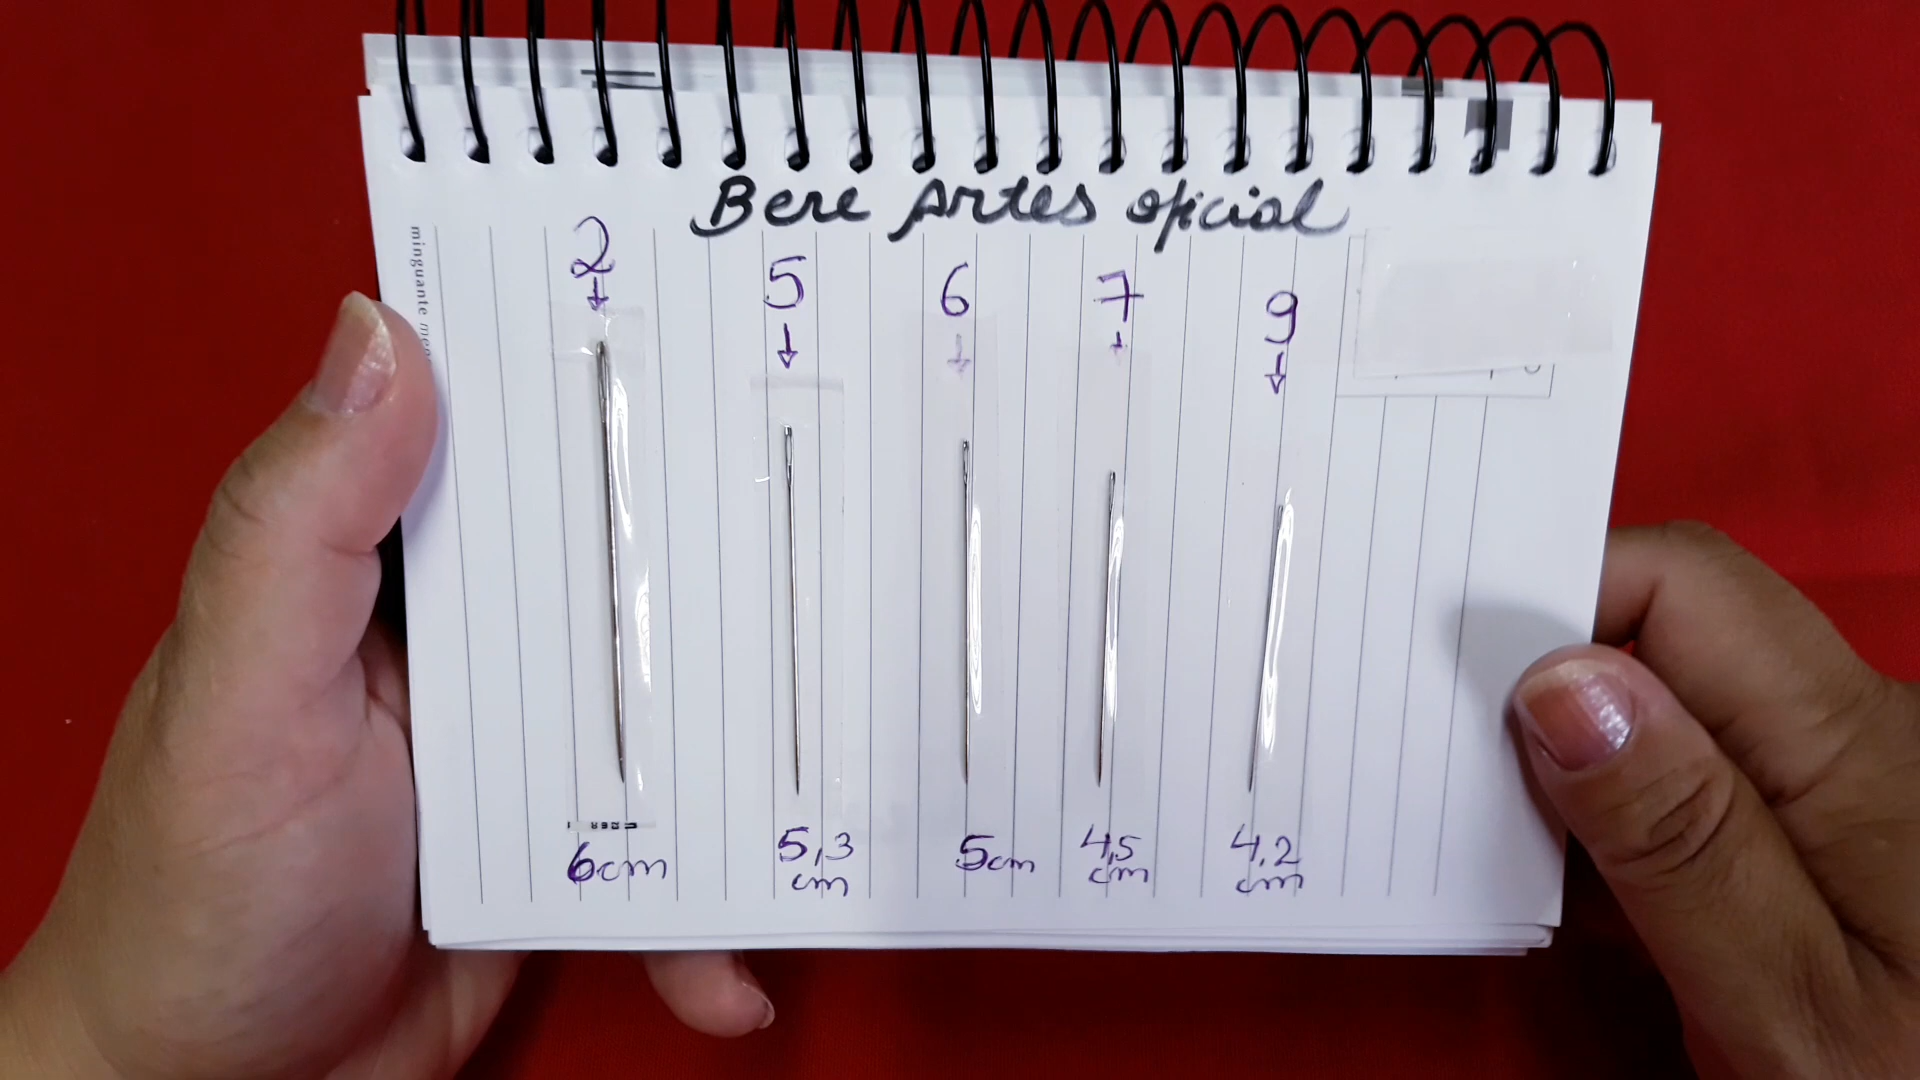 Bere Artes oficial
2
5
6
7
9
6cm
5,3
cm
5cm
4,5
cm
4,2
cm
minguante